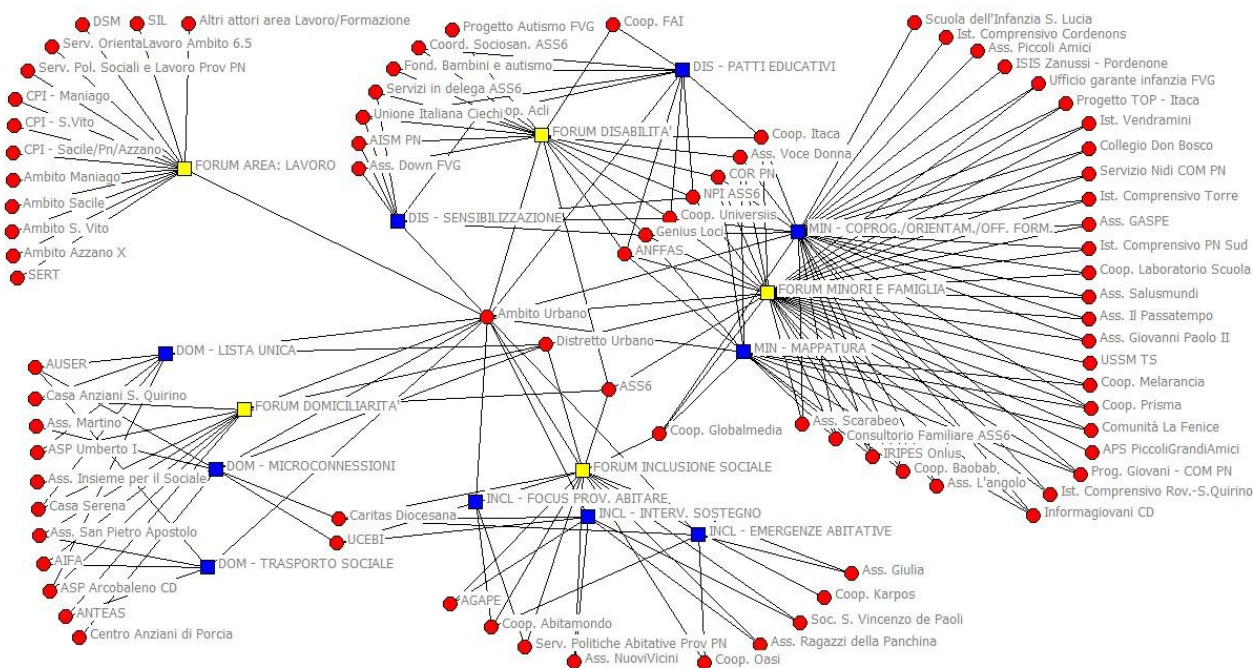 DSM
SIL
Altri attori area Lavoro/Formazione
Serv. OrientaLavoro Ambito 6.5
Serv. Pol. Sociali e Lavoro Prov PN
CPI - Maniago
CPI - S.Vito
CPI - Sacile/Pn/Azzano
FORUM AREA: LAVORO
Ambito Maniago
Ambito Sacile
Ambito S. Vito
Ambito Azzano X
SERT
Progetto Autismo FVG
Coop. FAI
Coord. Sociosan. ASS6
Fond. Bambini e autismo
DIS - PATTI EDUCATIVI
Servizi in delega ASS6
Unione Italiana Ciechi
op. Acli
FORUM DISABILITA'
AISM PN
Ass. Down FVG
Coop. Itaca
Ass. Voce Donna
COR PN
NPI ASS6
DIS - SENSIBILIZZAZIONE
Coop. Universiis
Genius Loci
ANFFAS
MIN - COPROG./ORIENTAM./OFF. FORM.
FORUM MINORI E FAMIGLIA
MIN - MAPPATURA
Scuola dell'Infanzia S. Lucia
Ist. Comprensivo Cordenons
Ass. Piccoli Amici
ISIS Zanussi - Pordenone
Ufficio garante infanzia FVG
Progetto TOP - Itaca
Ist. Vendramini
Collegio Don Bosco
Servizio Nidi COM PN
Ist. Comprensivo Torre
Ass. GASPE
Ist. Comprensivo PN Sud
Coop. Laboratorio Scuola
Ass. Salusmundi
Ass. Il Passatempo
Ass. Giovanni Paolo II
USSM TS
Coop. Melarancia
Coop. Prisma
Comunità La Fenice
APS PiccoliGrandiAmici
Prog. Giovani - COM PN
Ist. Comprensivo Rov.-S.Quirino
Informagiovani CD
Ass. Scarabeo
Consultorio Familiare ASS6
IRIPES Onlus
Coop. Baobab
Ass. L'angolo
Ambito Urbano
Distretto Urbano
ASS6
Coop. Globalmedia
DOM - LISTA UNICA
AUSER
Casa Anziani S. Quirino
FORUM DOMICILIARITA'
Ass. Martino
ASP Umberto I
DOM - MICROCONNESSIONI
Ass. Insieme per il Sociale
Casa Serena
Ass. San Pietro Apostolo
AIFA
DOM - TRASPORTO SOCIALE
ASP Arcobaleno CD
ANTEAS
Centro Anziani di Porcia
FORUM INCLUSIONE SOCIALE
INCL - FOCUS PROV. ABITARE
Caritas Diocesana
INCL - INTERV. SOSTEGNO
UCEBI
INCL - EMERGENZE ABITATIVE
Ass. Giulia
AGAPE
Coop. Karpos
Coop. Abitamondo
Soc. S. Vincenzo de Paoli
Serv. Politiche Abitative Prov PN
Ass. Ragazzi della Panchina
Ass. NuoviVicini
Coop. Oasi